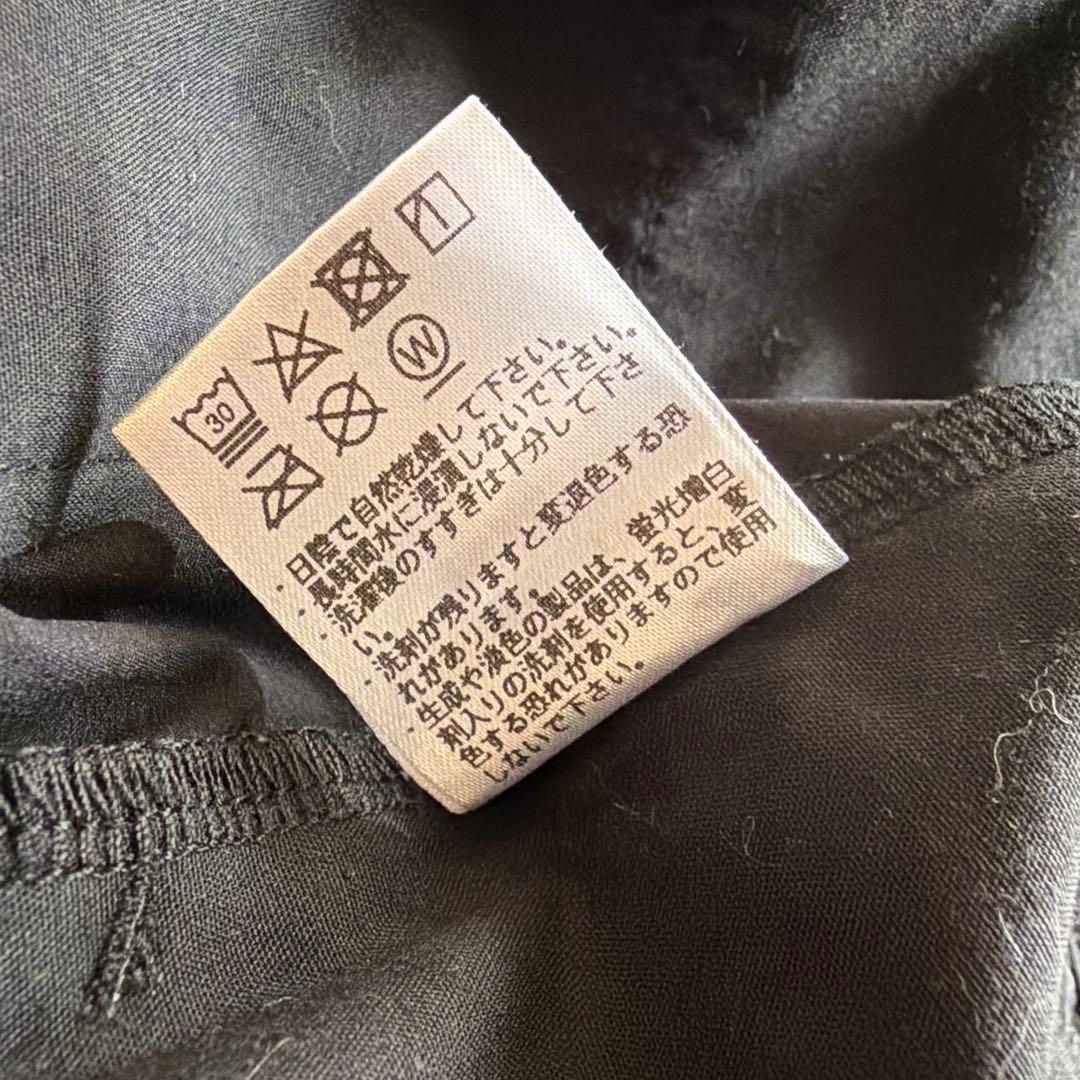 30
W
・日陰で自然乾燥して下さい。
・長時間水に浸漬しないで下さい。
・洗濯後のすすぎは十分して下さ
い。
・洗剤が残りますと変退色する恐
れがあります。
・生成や淡色の製品は、蛍光増白
剤入りの洗剤を使用すると、変
色する恐れがありますので使用
しないで下さい。